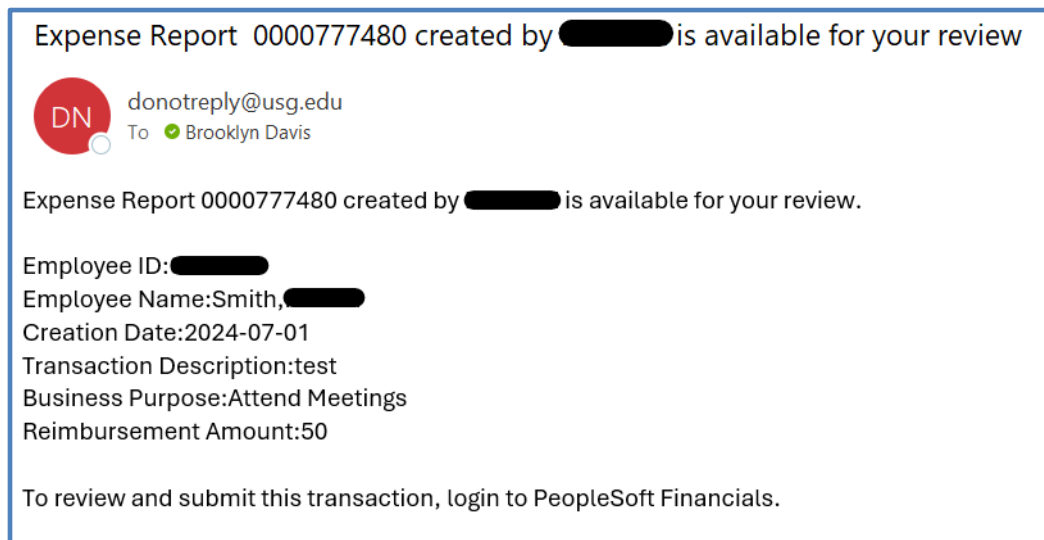 Expense Report 0000777480 created by is available for your review
DN
donotreply@usg.edu
To Brooklyn Davis
Expense Report 0000777480 created by is available for your review.
Employee ID:
Employee Name:Smith,
Creation Date:2024-07-01
Transaction Description:test
Business Purpose:Attend Meetings
Reimbursement Amount:50
To review and submit this transaction, login to PeopleSoft Financials.